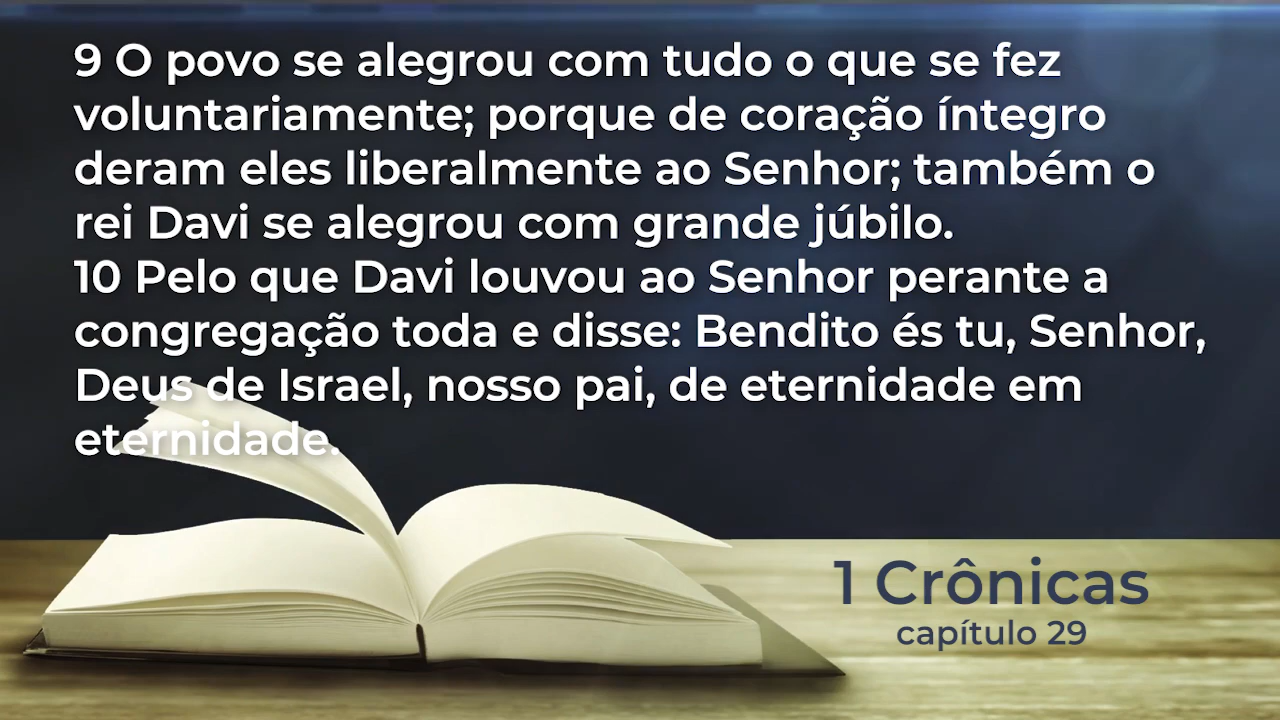 9 O povo se alegrou com tudo o que se fez
voluntariamente; porque de coração íntegro
deram eles liberalmente ao Senhor; também o
rei Davi se alegrou com grande júbilo.
10 Pelo que Davi louvou ao Senhor perante a
congregação toda e disse: Bendito és tu, Senhor,
Deus de Israel, nosso pai, de eternidade em
eternidade.
1 Crônicas
capítulo 29